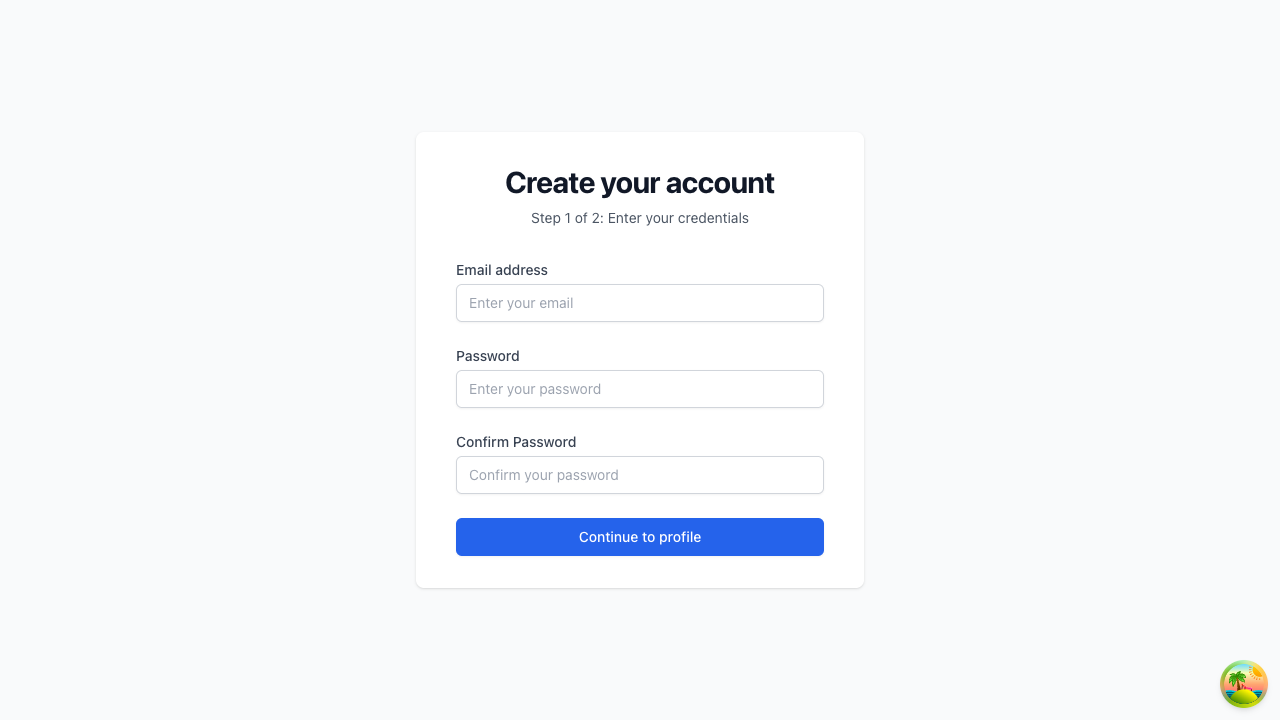 Create your account
Step 1 of 2: Enter your credentials
Email address
Enter your email
Password
Enter your password
Confirm Password
Confirm your password
Continue to profile